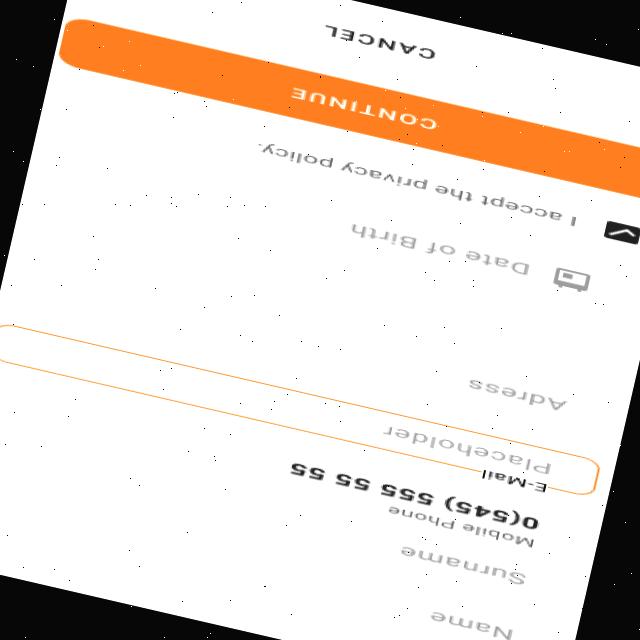 Name
Surname
Mobile Phone
0(545) 555 55 55
E-Mail
Placeholder
Adress
Date of Birth
I accept the privacy policy.
CONTINUE
CANCEL